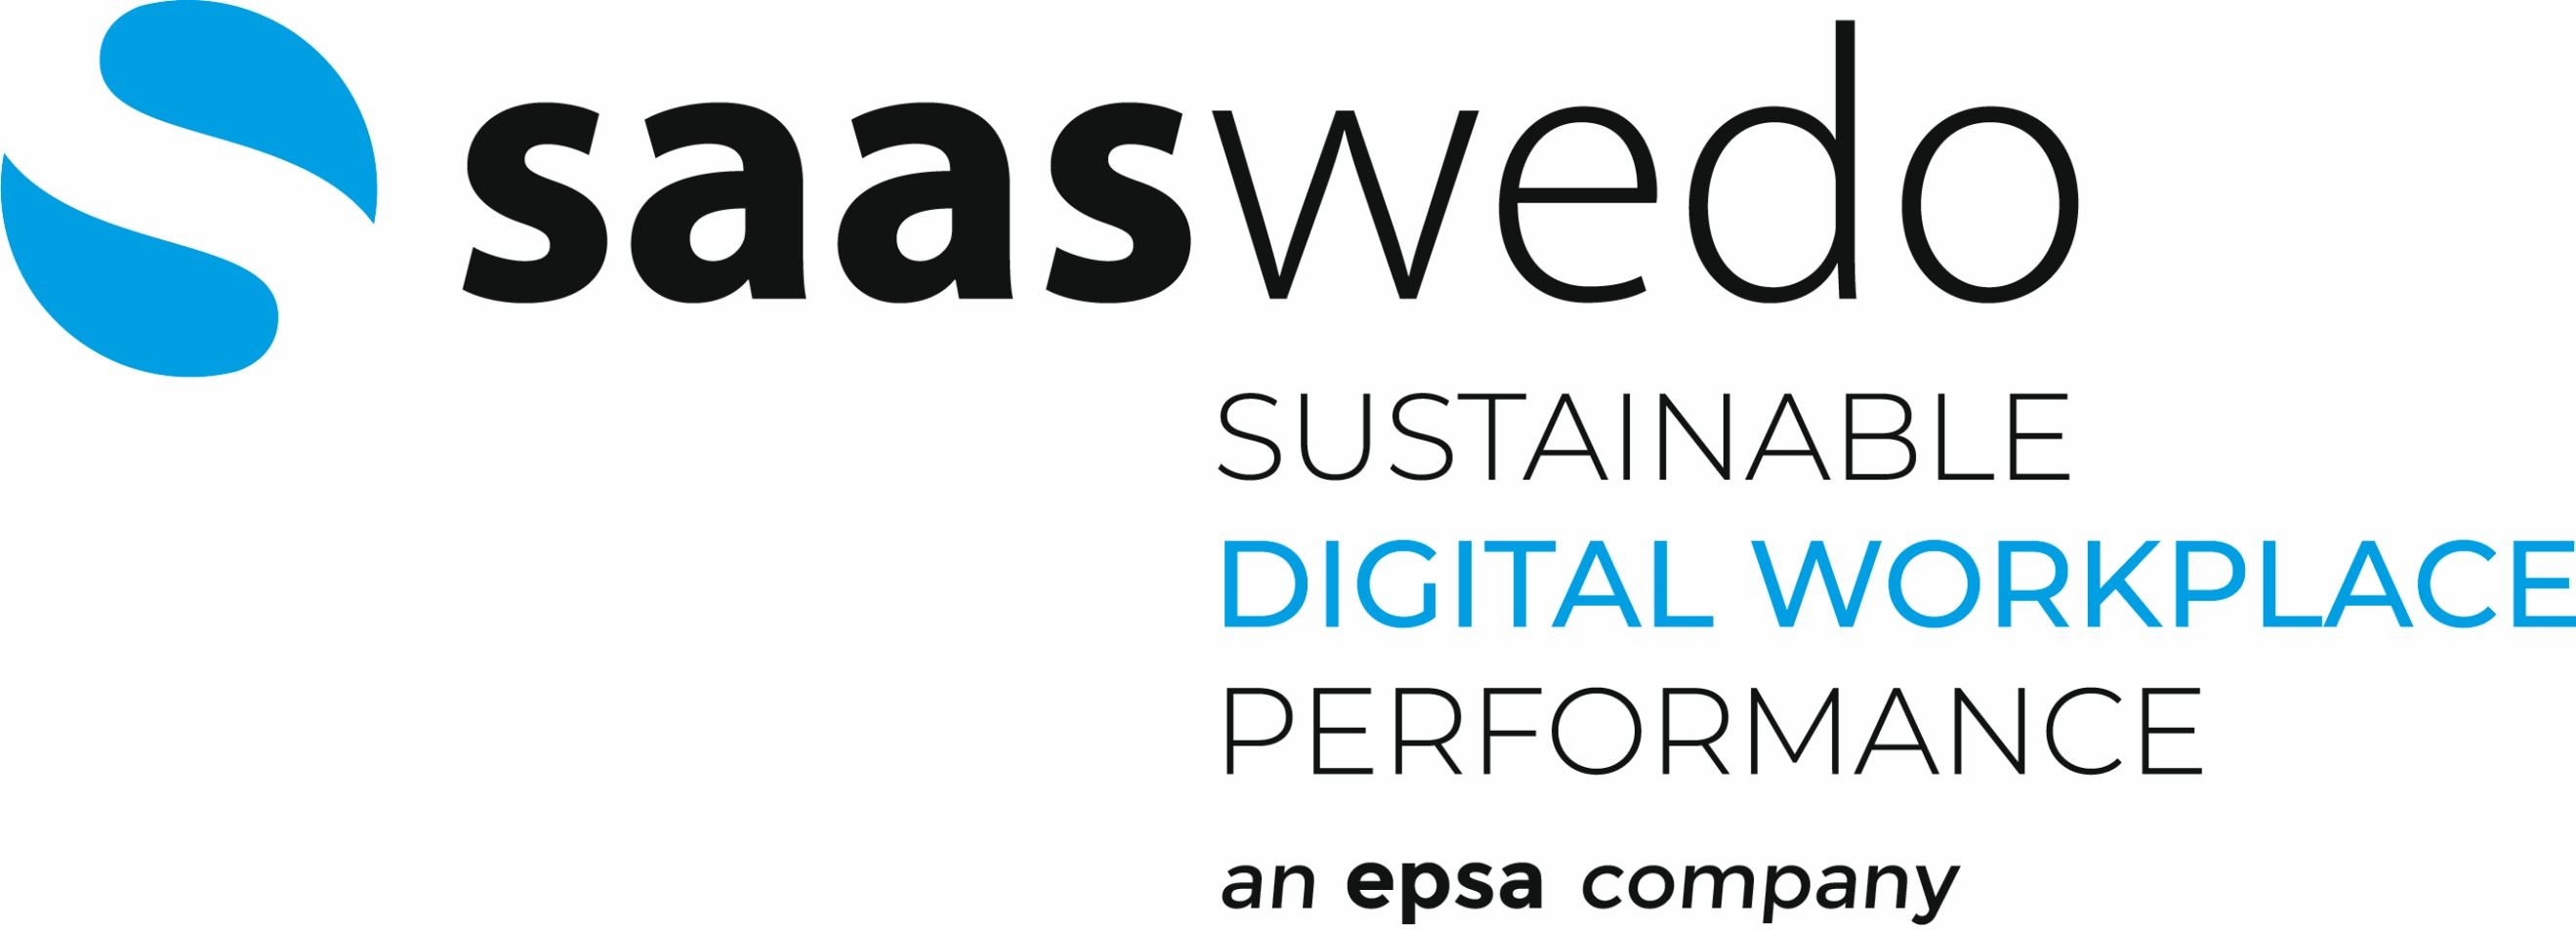 saaswedo
SUSTAINABLE
DIGITAL WORKPLACE
PERFORMANCE
an epsa company